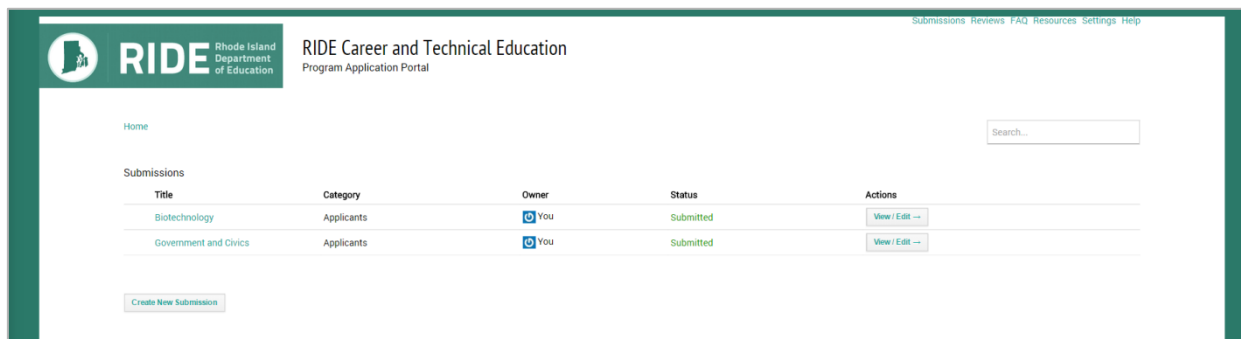 Submissions Reviews FAQ Resources Settings Help
RIDE Rhode Island Department of Education
RIDE Career and Technical Education
Program Application Portal
Home
Search...
Submissions
Title Category Owner Status Actions
Biotechnology Applicants You Submitted View / Edit →
Government and Civics Applicants You Submitted View / Edit →
Create New Submission